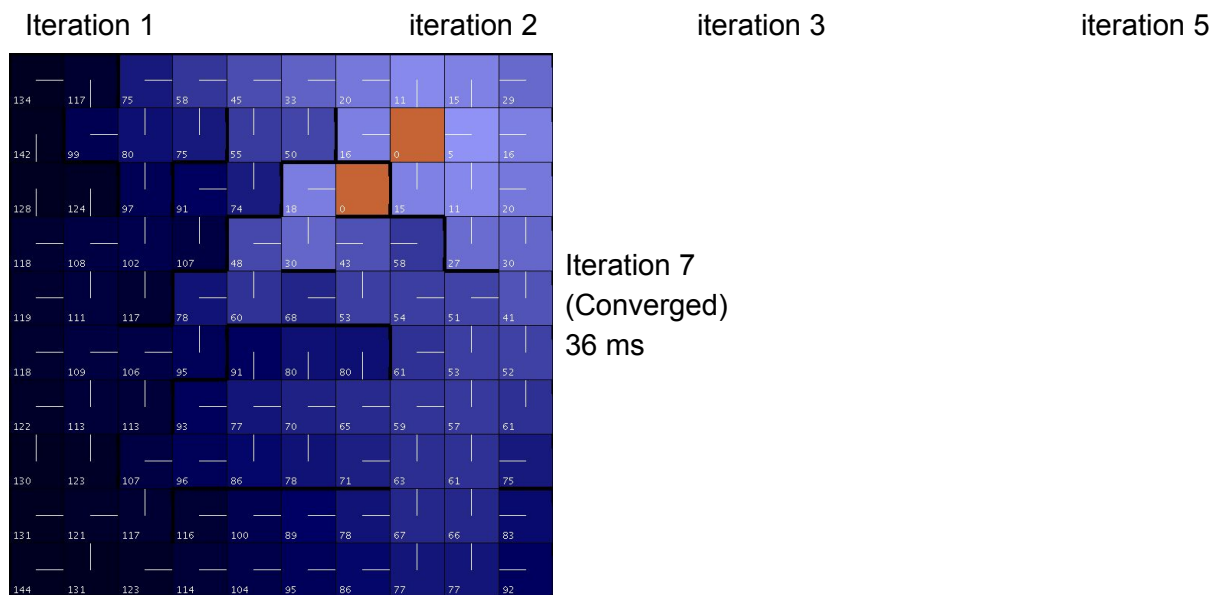 Iteration 1 iteration 2 iteration 3 iteration 5
134 117 75 58 45 33 20 11 15 29
142 99 80 75 55 50 16 0 5 16
128 124 97 91 74 18 0 15 11 20
118 108 102 107 48 30 43 58 27 30
Iteration 7
(Converged)
36 ms
119 111 117 78 60 68 53 54 51 41
118 109 106 95 91 80 80 61 53 52
122 113 113 93 77 70 65 59 57 61
130 123 107 96 86 78 71 63 61 75
131 121 117 116 100 89 78 67 66 83
144 131 123 114 104 95 86 77 77 92